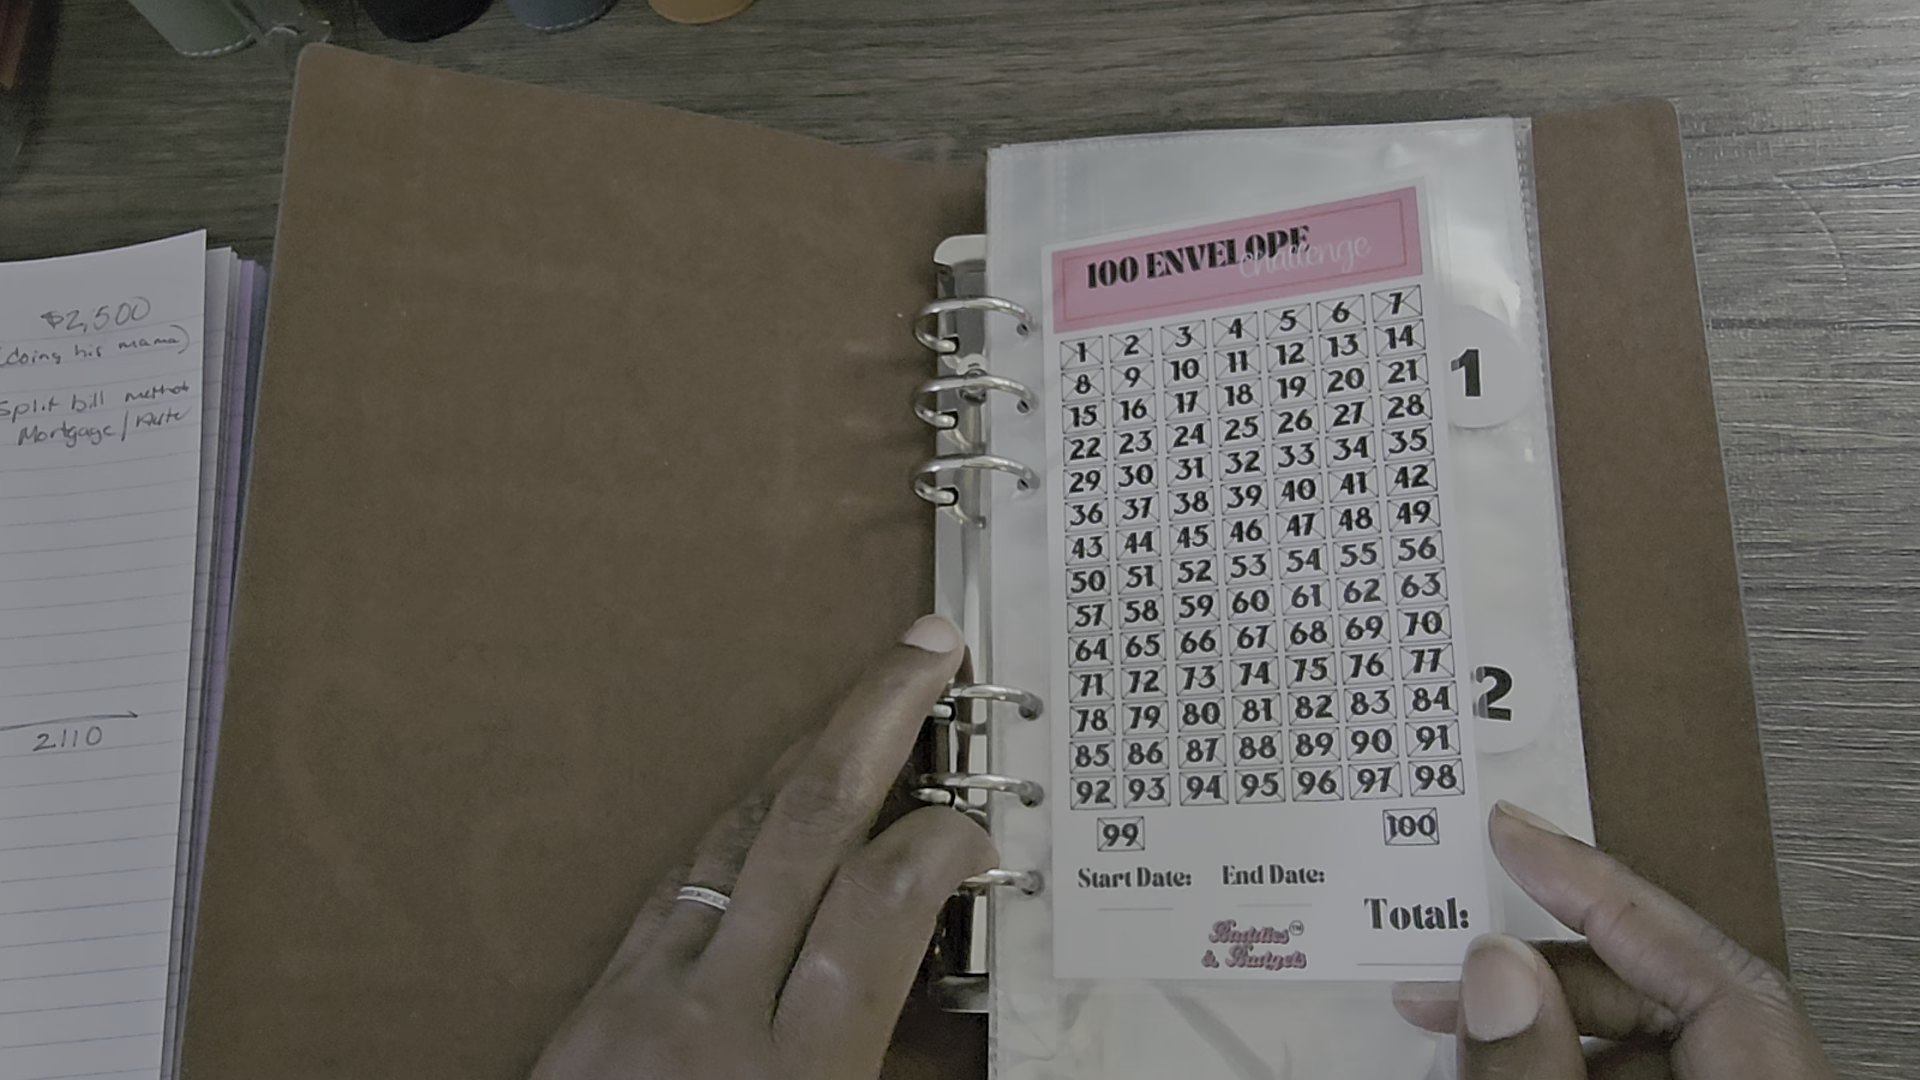 $2,500
(doing his mama)
split bill method
Mortgage/
2110
100 ENVELOPE
challenge
1 2 3 4 5 6 7
8 9 10 11 12 13 14
15 16 17 18 19 20 21
22 23 24 25 26 27 28
29 30 31 32 33 34 35
36 37 38 39 40 41 42
43 44 45 46 47 48 49
50 51 52 53 54 55 56
57 58 59 60 61 62 63
64 65 66 67 68 69 70
71 72 73 74 75 76 77
78 79 80 81 82 83 84
85 86 87 88 89 90 91
92 93 94 95 96 97 98
99 100
Start Date: End Date:
Total:
Baddies™
& Budgets
1
2